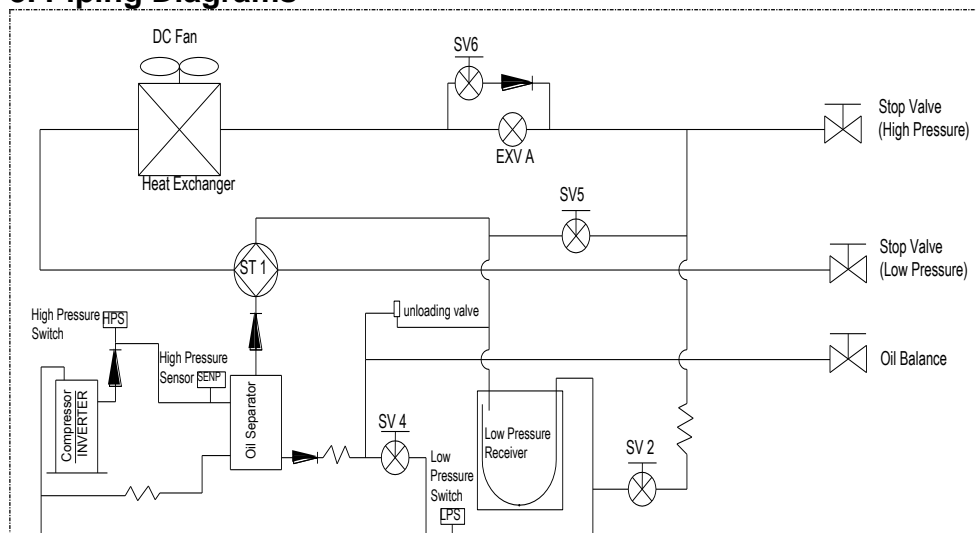 DC Fan
SV6
Stop Valve
(High Pressure)
EXV A
Heat Exchanger
SV5
Stop Valve
(Low Pressure)
ST 1
unloading valve
High Pressure
Switch
HPS
High Pressure
Sensor
SENP
Oil Balance
Compressor
INVERTER
Oil Separator
SV 4
Low
Pressure
Switch
LPS
Low Pressure
Receiver
SV 2